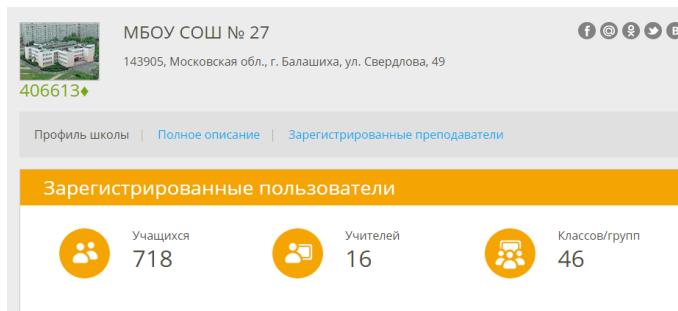 МБОУ СОШ № 27
143905, Московская обл., г. Балашиха, ул. Свердлова, 49
406613♦
Профиль школы | Полное описание | Зарегистрированные преподаватели
Зарегистрированные пользователи
Учащихся Учителей Классов/групп
718 16 46